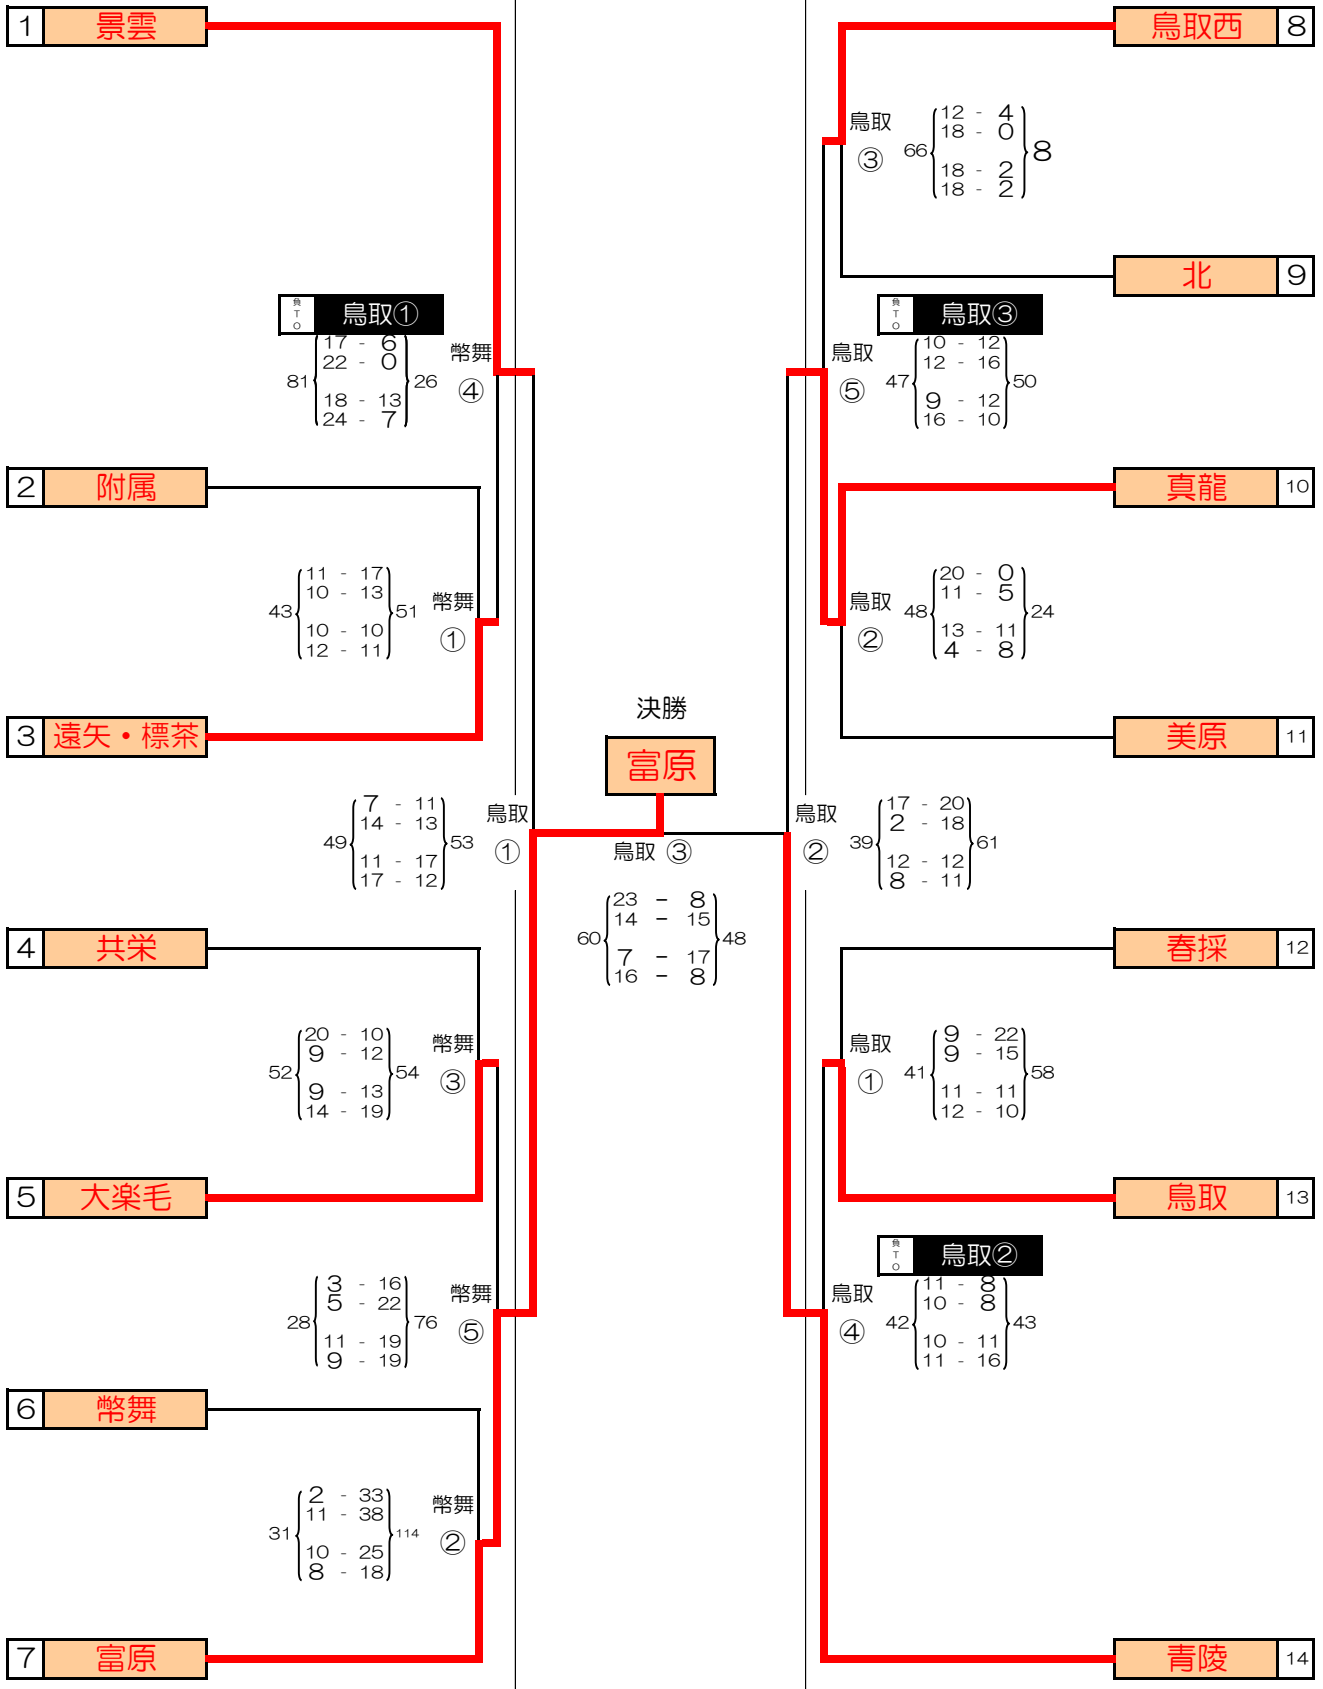 1 景雲
鳥取西 8
鳥取
③
66 8
12 - 4
18 - 0
18 - 2
18 - 2
北 9
負TO 鳥取①
17 - 6
22 - 0
81 26
18 - 13
24 - 7
幣舞
④
負TO 鳥取③
鳥取
⑤
10 - 12
12 - 16
47 50
9 - 12
16 - 10
2 附属
真龍 10
11 - 17
10 - 13
43 51
10 - 10
12 - 11
幣舞
①
鳥取
②
20 - 0
11 - 5
48 24
13 - 11
4 - 8
3 遠矢・標茶
美原 11
決勝
富原
7 - 11
14 - 13
49 53
11 - 17
17 - 12
鳥取
①
鳥取 ③
23 - 8
14 - 15
60 48
7 - 17
16 - 8
鳥取
②
17 - 20
2 - 18
39 61
12 - 12
8 - 11
4 共栄
春採 12
20 - 10
9 - 12
52 54
9 - 13
14 - 19
幣舞
③
鳥取
①
9 - 22
9 - 15
41 58
11 - 11
12 - 10
5 大楽毛
鳥取 13
3 - 16
5 - 22
28 76
11 - 19
9 - 19
幣舞
⑤
負TO 鳥取②
鳥取
④
11 - 8
10 - 8
42 43
10 - 11
11 - 16
6 幣舞
2 - 33
11 - 38
31 114
10 - 25
8 - 18
幣舞
②
7 富原
青陵 14